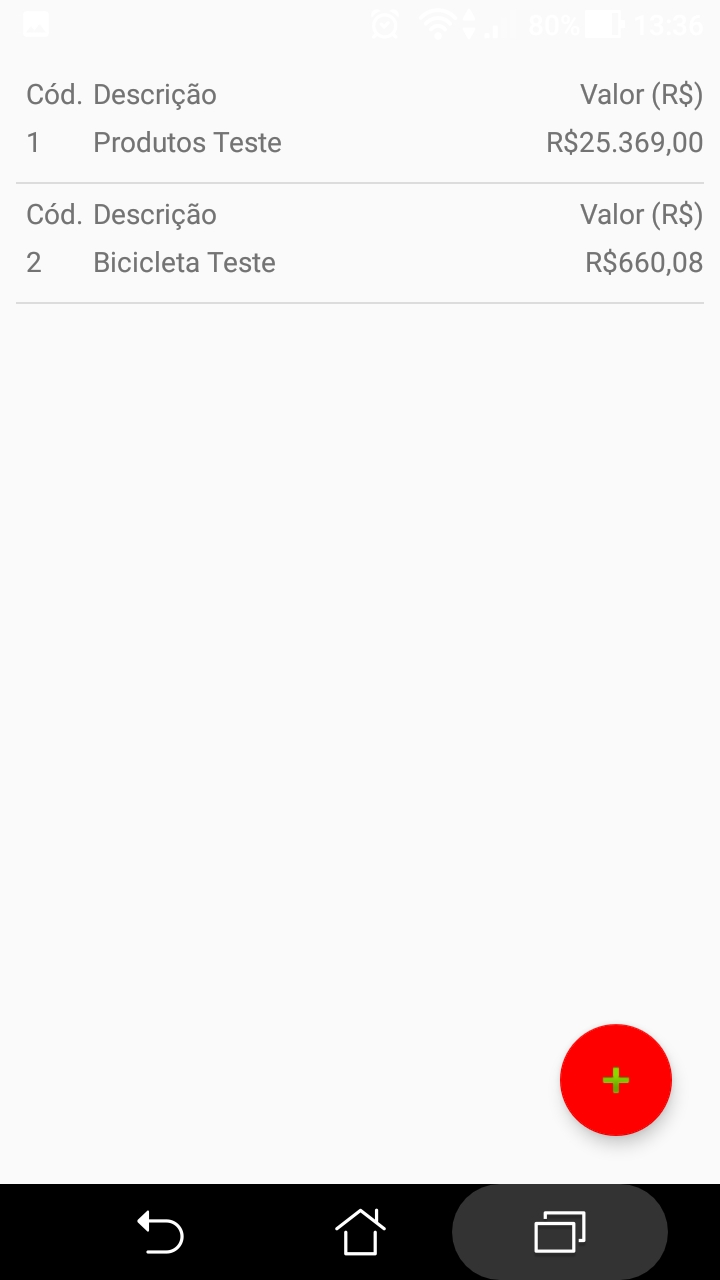 80% 13:36
Cód. Descrição Valor (R$)
1 Produtos Teste R$25.369,00
Cód. Descrição Valor (R$)
2 Bicicleta Teste R$660,08
+